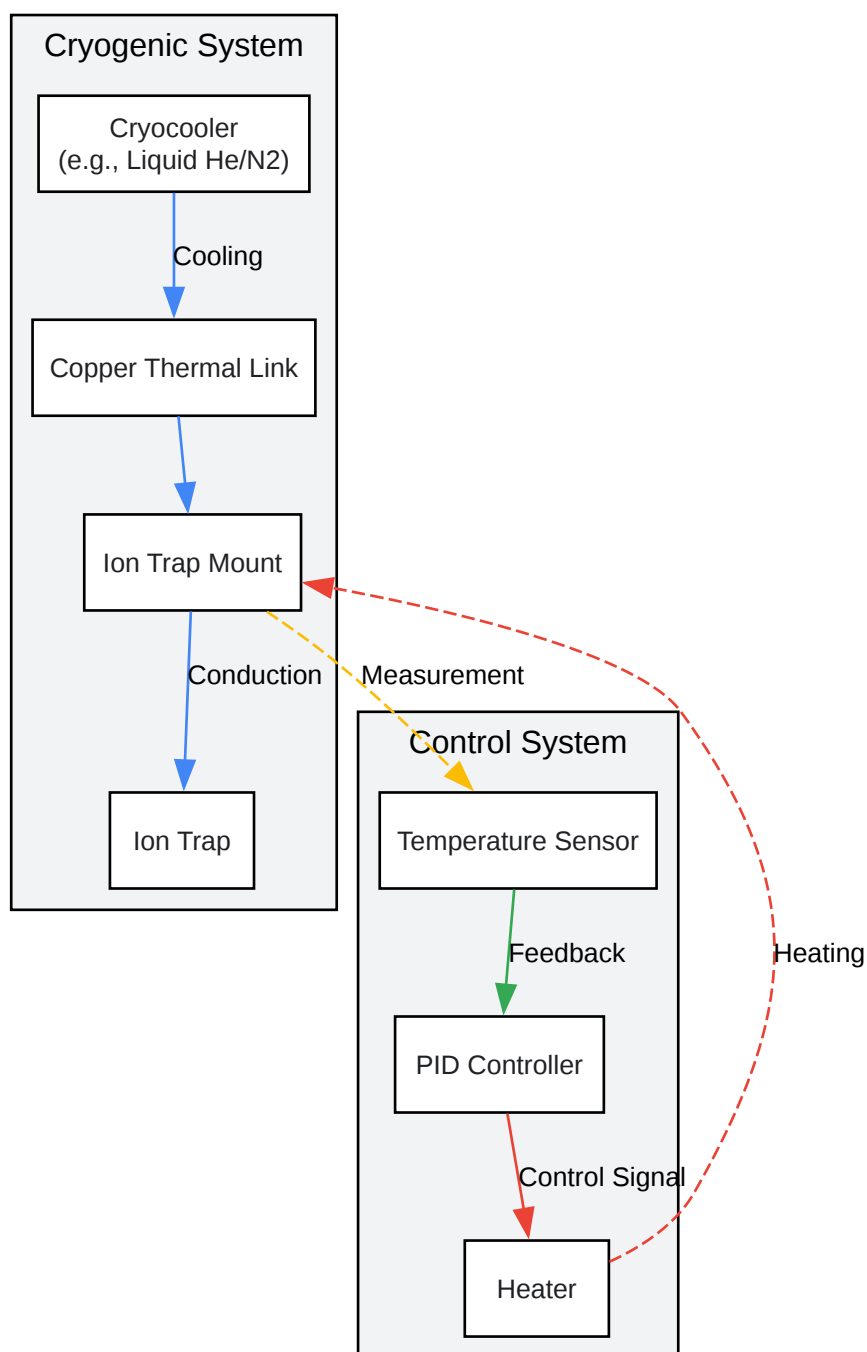 Cryogenic System
Cryocooler
(e.g., Liquid He/N2)
Cooling
Copper Thermal Link
Ion Trap Mount
Conduction
Measurement
Control System
Ion Trap
Temperature Sensor
Feedback
Heating
PID Controller
Control Signal
Heater